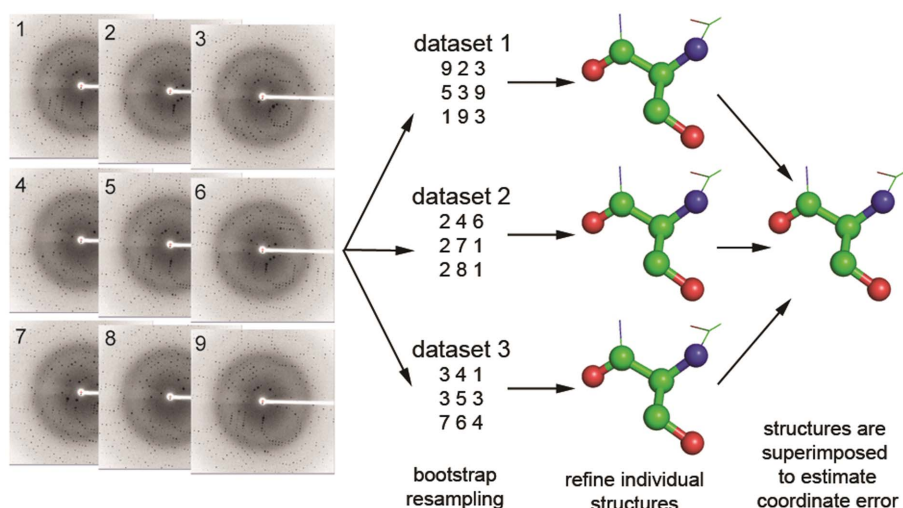 1
2
3
4
5
6
7
8
9
dataset 1
9 2 3
5 3 9
1 9 3
dataset 2
2 4 6
2 7 1
2 8 1
dataset 3
3 4 1
3 5 3
7 6 4
bootstrap
resampling
refine individual
structures
structures are
superimposed
to estimate
coordinate error